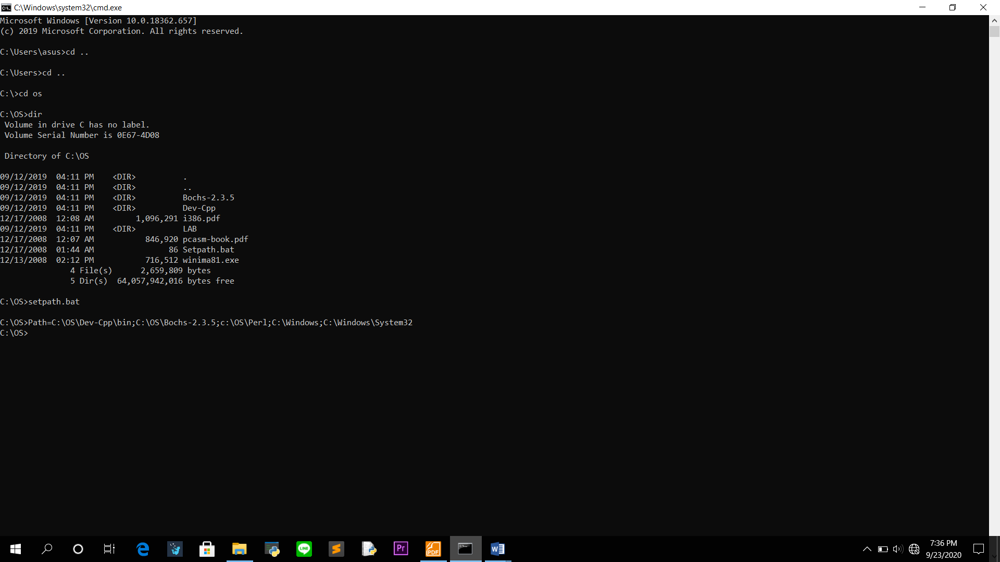 C:\Windows\system32\cmd.exe
Microsoft Windows [Version 10.0.18362.657]
(c) 2019 Microsoft Corporation. All rights reserved.
C:\Users\asus>cd ..
C:\Users>cd ..
C:\>cd os
C:\OS>dir
 Volume in drive C has no label.
 Volume Serial Number is 0E67-4D08
 Directory of C:\OS
09/12/2019  04:11 PM    <DIR>          .
09/12/2019  04:11 PM    <DIR>          ..
09/12/2019  04:11 PM    <DIR>          Bochs-2.3.5
09/12/2019  04:11 PM    <DIR>          Dev-Cpp
12/17/2008  12:08 AM         1,096,291 i386.pdf
09/12/2019  04:11 PM    <DIR>          LAB
12/17/2008  12:07 AM           846,920 pcasm-book.pdf
12/17/2008  01:44 AM                86 Setpath.bat
12/13/2008  02:12 PM           716,512 winima81.exe
               4 File(s)      2,659,809 bytes
               5 Dir(s)  64,057,942,016 bytes free
C:\OS>setpath.bat
C:\OS>Path=C:\OS\Dev-Cpp\bin;C:\OS\Bochs-2.3.5;c:\OS\Perl;C:\Windows;C:\Windows\System32
C:\OS>
LINE
Pr
PDF
W
7:36 PM
9/23/2020